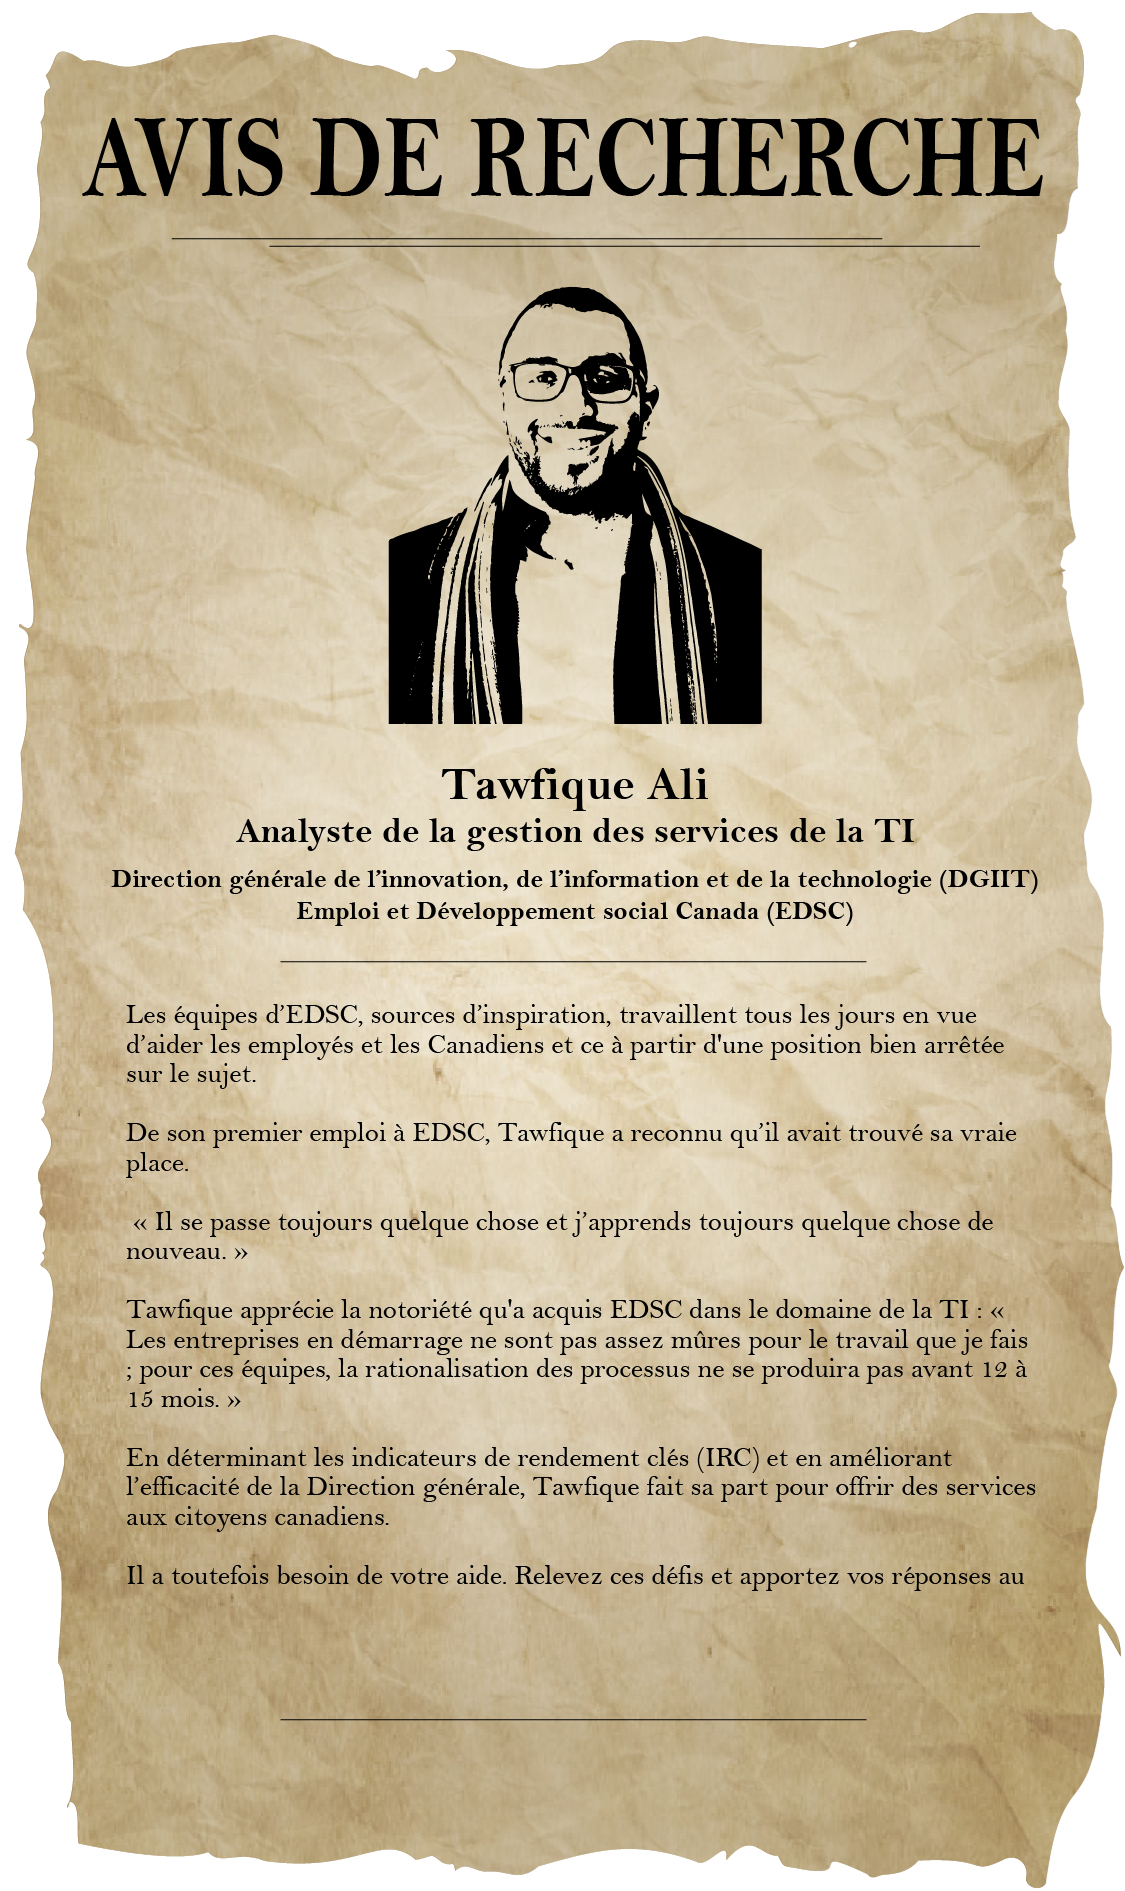 AVIS DE RECHERCHE
Tawfique Ali
Analyste de la gestion des services de la TI
Direction générale de l’innovation, de l’information et de la technologie (DGIIT)
Emploi et Développement social Canada (EDSC)
Les équipes d’EDSC, sources d’inspiration, travaillent tous les jours en vue
d’aider les employés et les Canadiens et ce à partir d'une position bien arrêtée
sur le sujet.
De son premier emploi à EDSC, Tawfique a reconnu qu’il avait trouvé sa vraie
place.
« Il se passe toujours quelque chose et j’apprends toujours quelque chose de
nouveau. »
Tawfique apprécie la notoriété qu'a acquis EDSC dans le domaine de la TI : «
Les entreprises en démarrage ne sont pas assez mûres pour le travail que je fais
; pour ces équipes, la rationalisation des processus ne se produira pas avant 12 à
15 mois. »
En déterminant les indicateurs de rendement clés (IRC) et en améliorant
l’efficacité de la Direction générale, Tawfique fait sa part pour offrir des services
aux citoyens canadiens.
Il a toutefois besoin de votre aide. Relevez ces défis et apportez vos réponses au